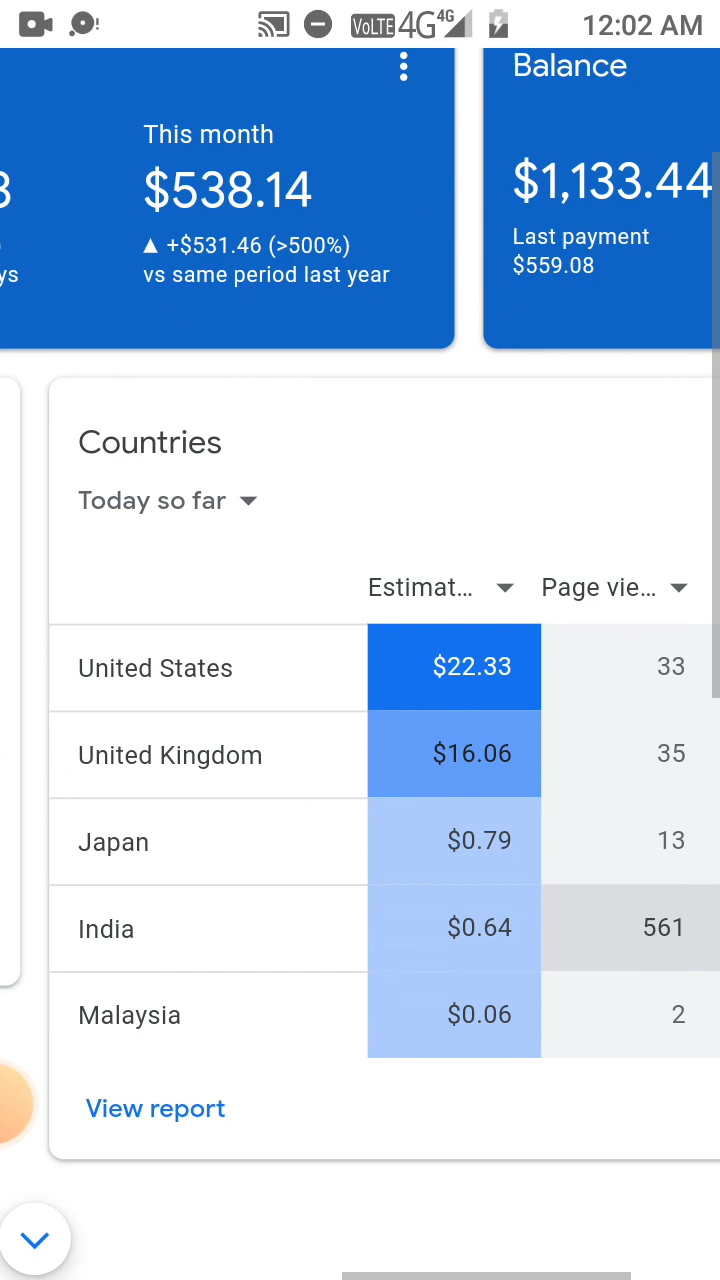 VoLTE 4G 4G 12:02 AM
Balance
This month
$538.14
$1,133.44
▲ +$531.46 (>500%)
vs same period last year
Last payment
$559.08
ys
Countries
Today so far
Estimat... Page vie...
United States $22.33 33
United Kingdom $16.06 35
Japan $0.79 13
India $0.64 561
Malaysia $0.06 2
View report